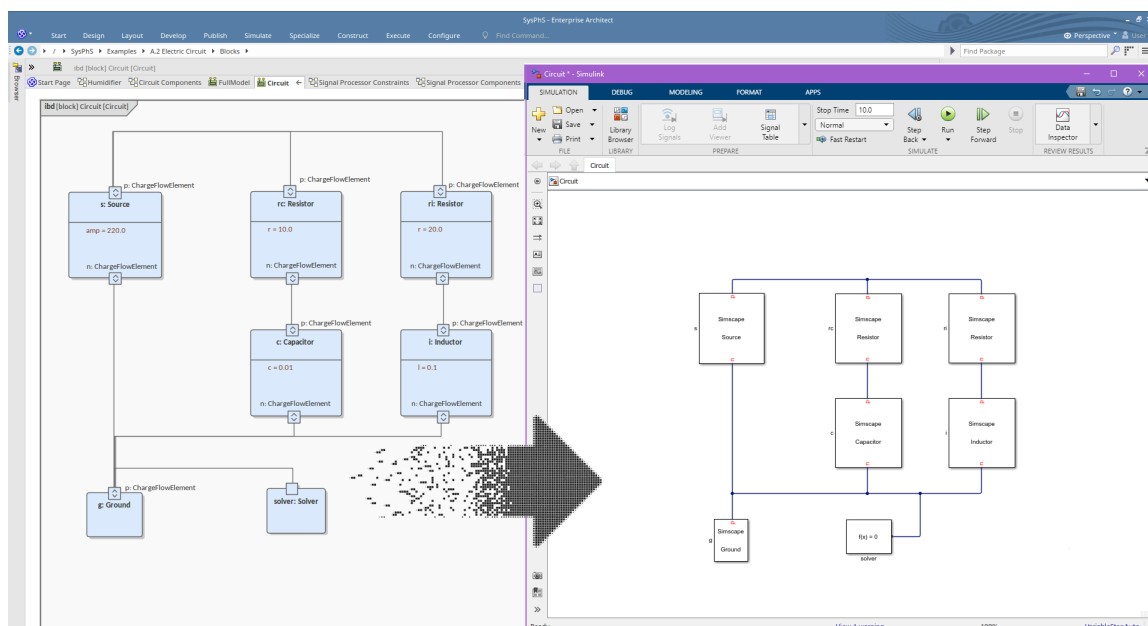 SysPhS - Enterprise Architect
Start Design Layout Develop Publish Simulate Specialize Construct Execute Configure Find Command...
Perspective User
/ SysPhS Examples A.2 Electric Circuit Blocks
Find Package
ibd [block] Circuit [Circuit]
Browser
Start Page Humidifier Circuit Components FullModel Circuit Signal Processor Constraints Signal Processor Components
ibd [block] Circuit [Circuit]
p: ChargeFlowElement
s: Source
amp = 220.0
n: ChargeFlowElement
p: ChargeFlowElement
rc: Resistor
r = 10.0
n: ChargeFlowElement
p: ChargeFlowElement
ri: Resistor
r = 20.0
n: ChargeFlowElement
p: ChargeFlowElement
c: Capacitor
c = 0.01
n: ChargeFlowElement
p: ChargeFlowElement
i: Inductor
l = 0.1
n: ChargeFlowElement
p: ChargeFlowElement
g: Ground
solver: Solver
Circuit * - Simulink
SIMULATION DEBUG MODELING FORMAT APPS
New
Open
Save
Print
FILE
Library
Browser
LIBRARY
Log
Signals
Add
Viewer
Signal
Table
PREPARE
Stop Time 10.0
Normal
Fast Restart
Step
Back
Run
Step
Forward
Stop
SIMULATE
Data
Inspector
REVIEW RESULTS
Circuit
Circuit
s
p
Simscape
Source
n
rc
p
Simscape
Resistor
n
ri
p
Simscape
Resistor
n
c
p
Simscape
Capacitor
n
i
p
Simscape
Inductor
n
g
p
Simscape
Ground
f(x) = 0
solver
Ready
View 1 warning
100%
VariableStepAuto